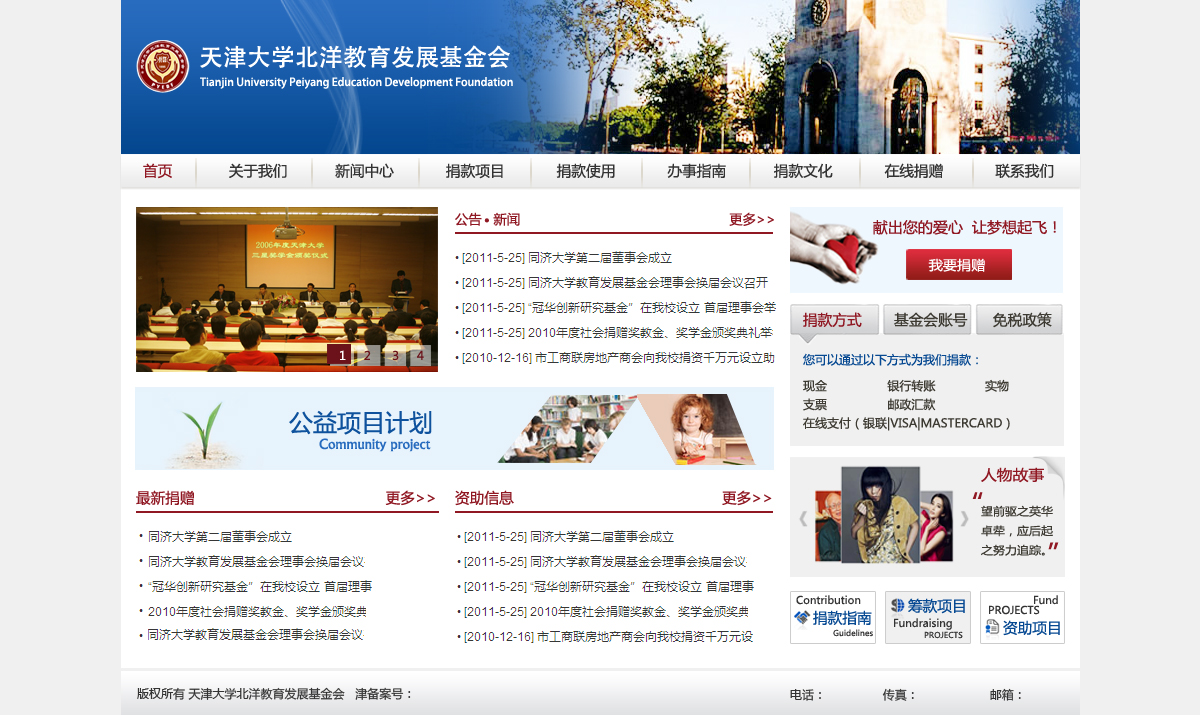 天津大学北洋教育发展基金会
Tianjin University Peiyang Education Development Foundation
首页 关于我们 新闻中心 捐款项目 捐款使用 办事指南 捐款文化 在线捐赠 联系我们
2006年度天津大学
三星奖学金颁奖仪式
1 2 3 4
公告 • 新闻 更多>>
• [2011-5-25] 同济大学第二届董事会成立
• [2011-5-25] 同济大学教育发展基金会理事会换届会议召开
• [2011-5-25] “冠华创新研究基金”在我校设立 首届理事会举
• [2011-5-25] 2010年度社会捐赠奖教金、奖学金颁奖典礼举
• [2010-12-16] 市工商联房地产商会向我校捐资千万元设立助
献出您的爱心 让梦想起飞！
我要捐赠
捐款方式 基金会账号 免税政策
您可以通过以下方式为我们捐款：
现金 银行转账 实物
支票 邮政汇款
在线支付（银联|VISA|MASTERCARD）
公益项目计划
Community project
最新捐赠 更多>>
• 同济大学第二届董事会成立
• 同济大学教育发展基金会理事会换届会议
• “冠华创新研究基金”在我校设立 首届理事
• 2010年度社会捐赠奖教金、奖学金颁奖典
• 同济大学教育发展基金会理事会换届会议
资助信息 更多>>
• [2011-5-25] 同济大学第二届董事会成立
• [2011-5-25] 同济大学教育发展基金会理事会换届会议
• [2011-5-25] “冠华创新研究基金”在我校设立 首届理事
• [2011-5-25] 2010年度社会捐赠奖教金、奖学金颁奖典
• [2010-12-16] 市工商联房地产商会向我校捐资千万元设
人物故事
“望前驱之英华
卓荦，应后起
之努力追踪。”
Contribution
捐款指南
Guidelines
筹款项目
Fundraising
PROJECTS
Fund
PROJECTS
资助项目
版权所有 天津大学北洋教育发展基金会 津备案号： 电话： 传真： 邮箱：